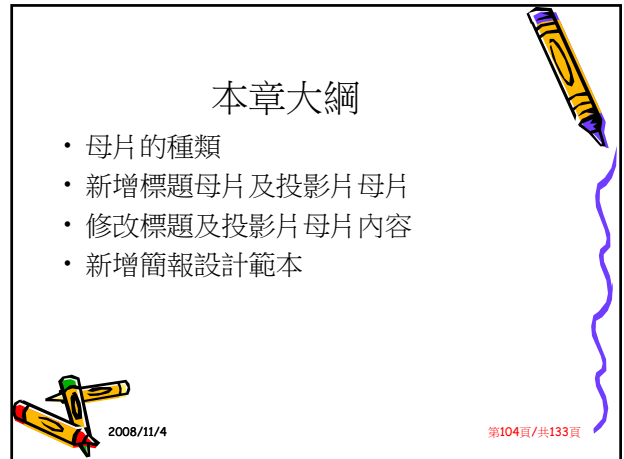 本章大綱
• 母片的種類
• 新增標題母片及投影片母片
• 修改標題及投影片母片內容
• 新增簡報設計範本
2008/11/4
第104頁/共133頁